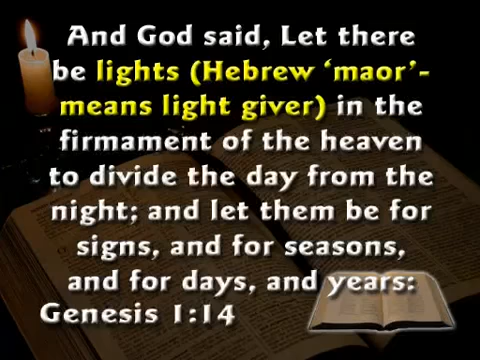 And God said, Let there
be lights (Hebrew ‘maor’-
means light giver) in the
firmament of the heaven
to divide the day from the
night; and let them be for
signs, and for seasons,
and for days, and years:
Genesis 1:14